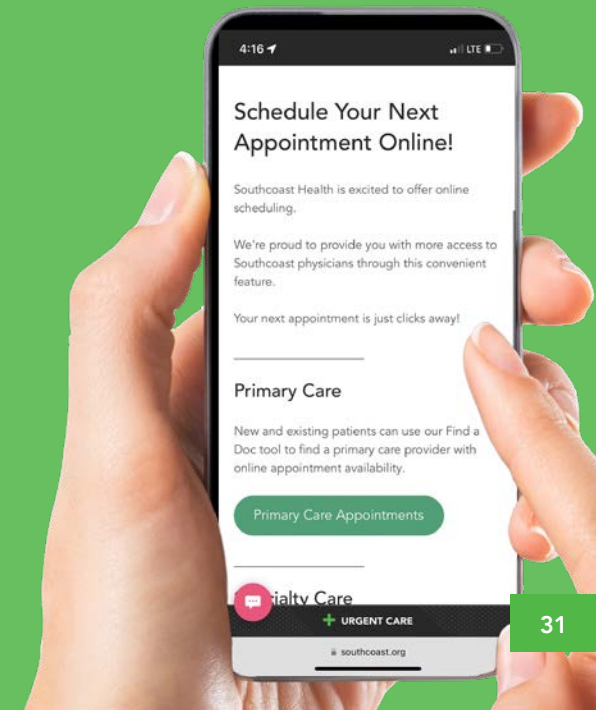 4:16
LTE
Schedule Your Next
Appointment Online!
Southcoast Health is excited to offer online
scheduling.
We're proud to provide you with more access to
Southcoast physicians through this convenient
feature.
Your next appointment is just clicks away!
Primary Care
New and existing patients can use our Find a
Doc tool to find a primary care provider with
online appointment availability.
Primary Care Appointments
Care
URGENT CARE
31
southcoast.org